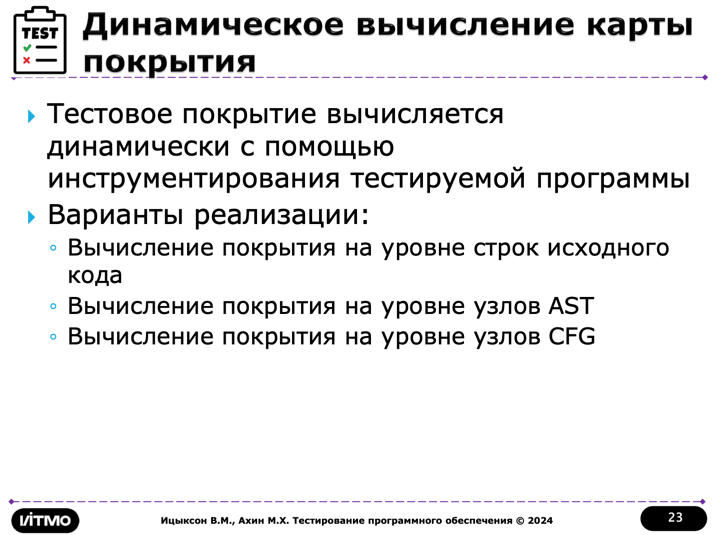 TEST
Динамическое вычисление карты
покрытия
Тестовое покрытие вычисляется
динамически с помощью
инструментирования тестируемой программы
Варианты реализации:
Вычисление покрытия на уровне строк исходного
кода
Вычисление покрытия на уровне узлов AST
Вычисление покрытия на уровне узлов CFG
ИТМО
Ицыксон В.М., Ахин М.Х. Тестирование программного обеспечения © 2024
23